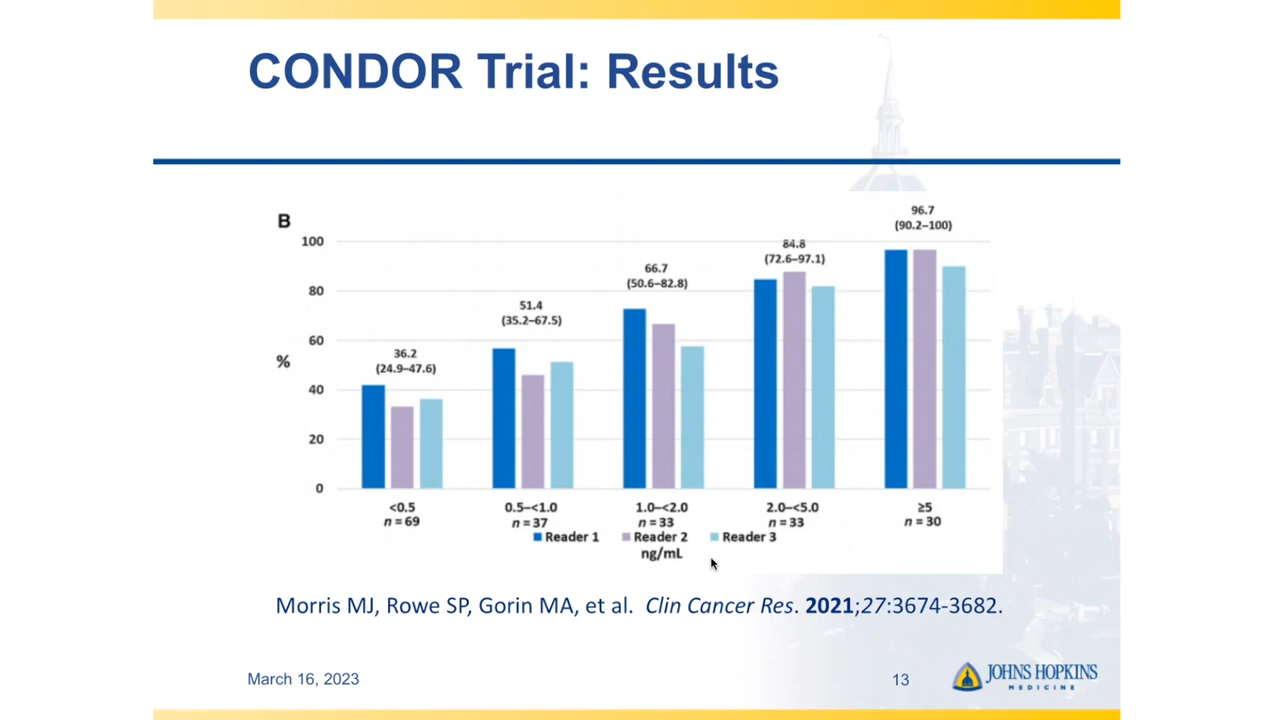 CONDOR Trial: Results
B
96.7
(90.2–100)
84.8
(72.6–97.1)
66.7
(50.6–82.8)
51.4
(35.2–67.5)
36.2
(24.9–47.6)
100
80
60
%
40
20
0
<0.5 0.5–<1.0 1.0–<2.0 2.0–<5.0 ≥5
n = 69 n = 37 n = 33 n = 33 n = 30
Reader 1 Reader 2 Reader 3
ng/mL
Morris MJ, Rowe SP, Gorin MA, et al. Clin Cancer Res. 2021;27:3674-3682.
March 16, 2023
13
JOHNS HOPKINS
MEDICINE